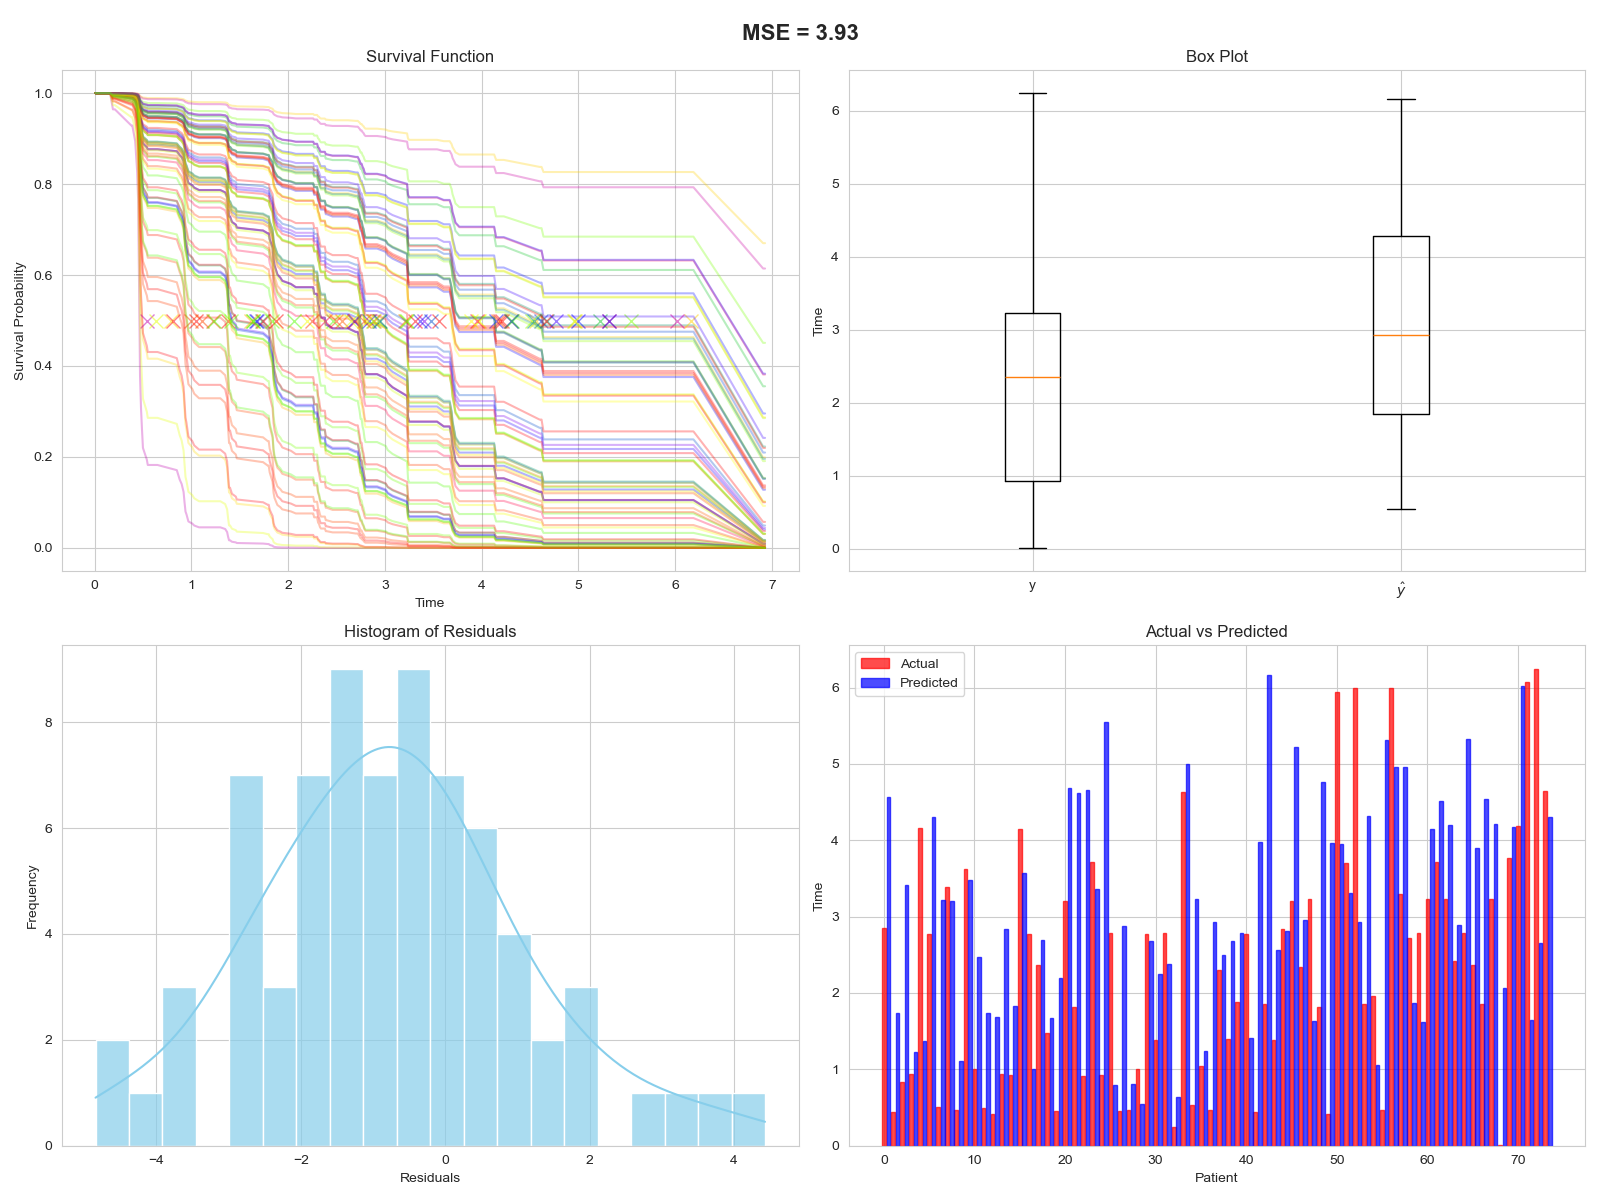 MSE = 3.93
Survival Function
Survival Probability
1.0
0.8
0.6
0.4
0.2
0.0
0 1 2 3 4 5 6 7
Time
Box Plot
Time
6
5
4
3
2
1
0
y ŷ
Histogram of Residuals
Frequency
8
6
4
2
0
−4 −2 0 2 4
Residuals
Actual vs Predicted
Actual
Predicted
Time
6
5
4
3
2
1
0
0 10 20 30 40 50 60 70
Patient